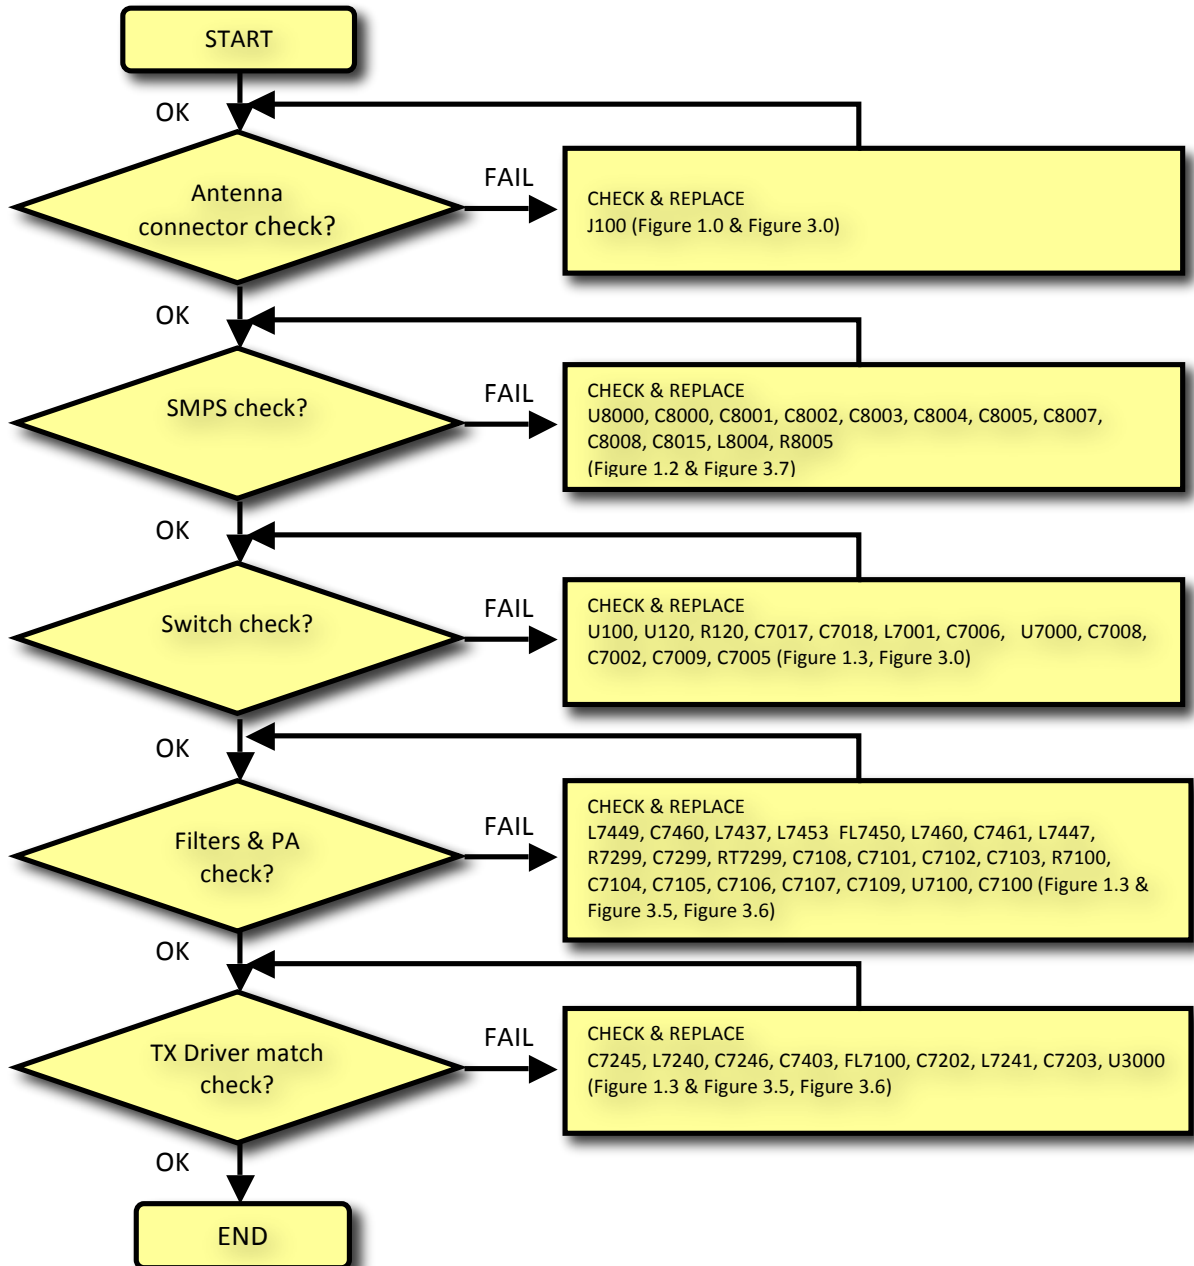 START
OK
Antenna
connector check?
FAIL
CHECK & REPLACE
J100 (Figure 1.0 & Figure 3.0)
OK
SMPS check?
FAIL
CHECK & REPLACE
U8000, C8000, C8001, C8002, C8003, C8004, C8005, C8007,
C8008, C8015, L8004, R8005
(Figure 1.2 & Figure 3.7)
OK
Switch check?
FAIL
CHECK & REPLACE
U100, U120, R120, C7017, C7018, L7001, C7006, U7000, C7008,
C7002, C7009, C7005 (Figure 1.3, Figure 3.0)
OK
Filters & PA
check?
FAIL
CHECK & REPLACE
L7449, C7460, L7437, L7453 FL7450, L7460, C7461, L7447,
R7299, C7299, RT7299, C7108, C7101, C7102, C7103, R7100,
C7104, C7105, C7106, C7107, C7109, U7100, C7100 (Figure 1.3 &
Figure 3.5, Figure 3.6)
OK
TX Driver match
check?
FAIL
CHECK & REPLACE
C7245, L7240, C7246, C7403, FL7100, C7202, L7241, C7203, U3000
(Figure 1.3 & Figure 3.5, Figure 3.6)
OK
END